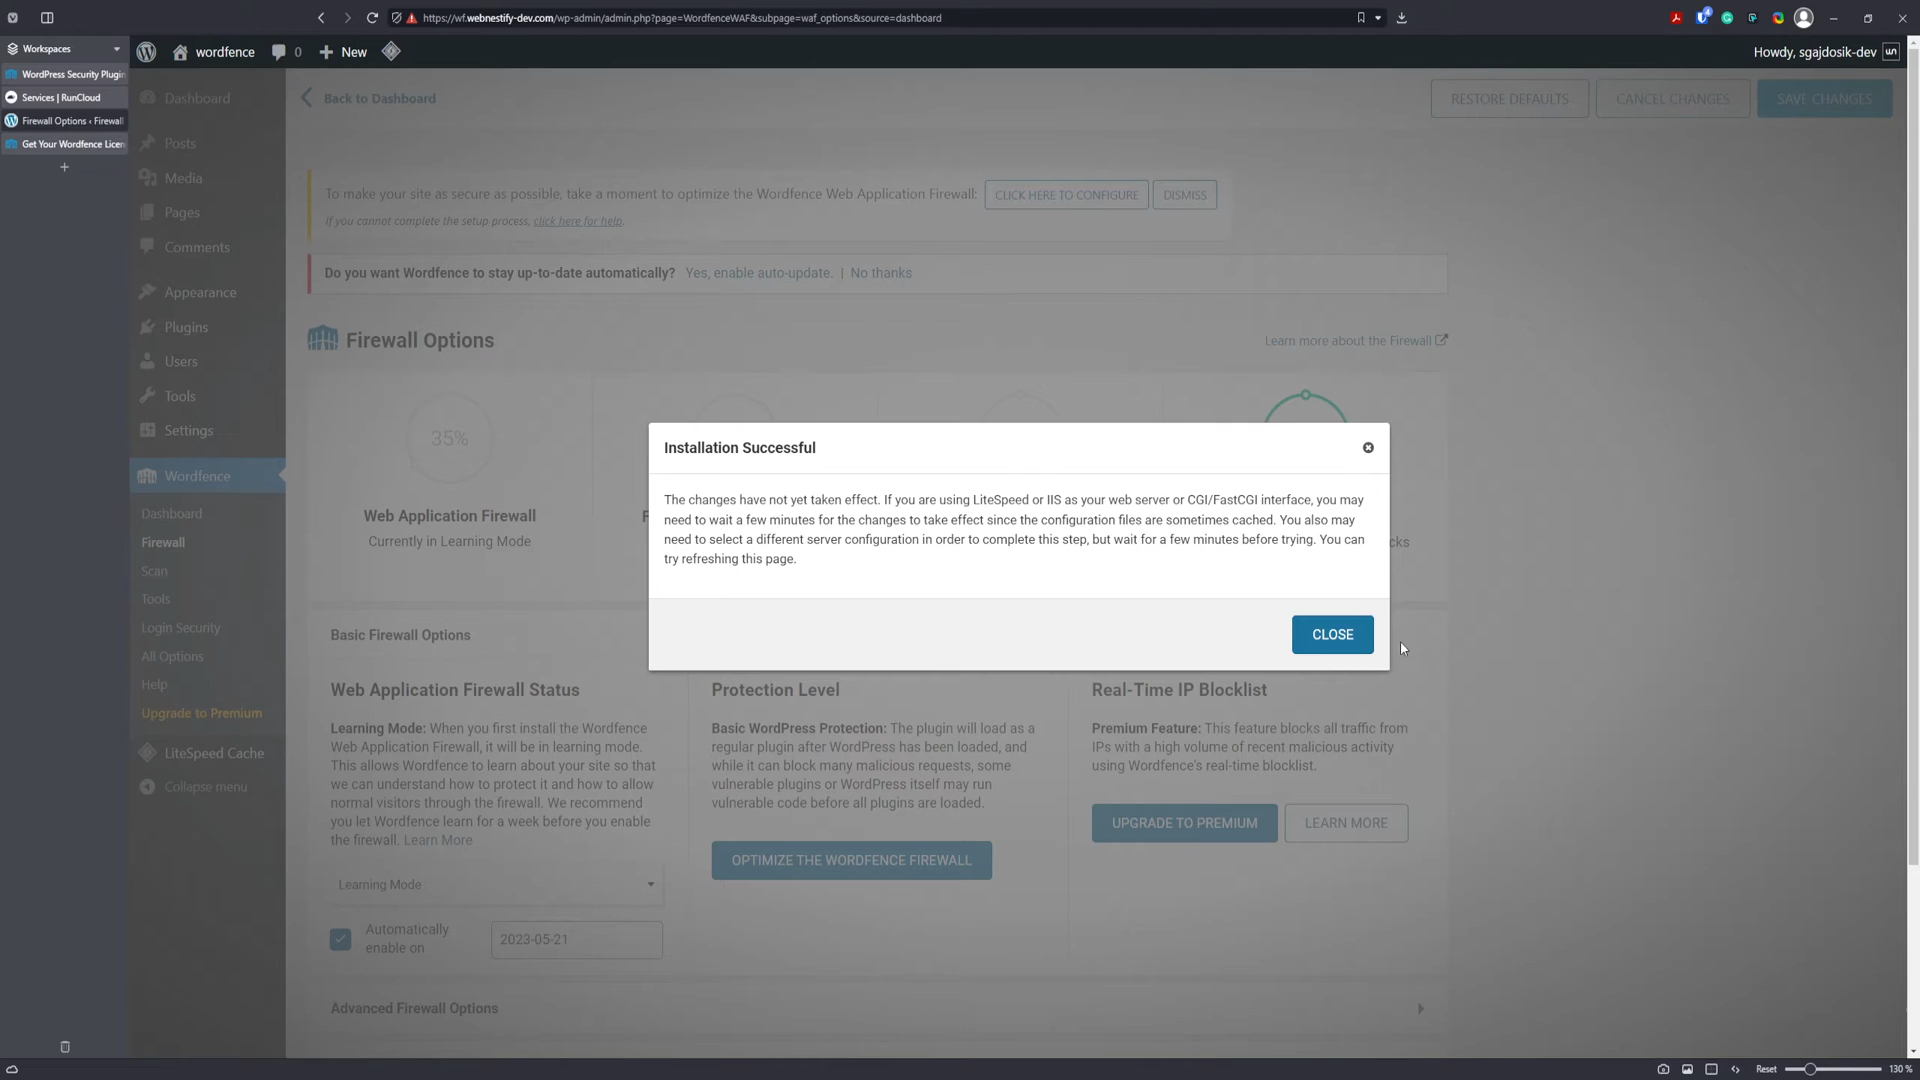 https://wf.webnestify-dev.com/wp-admin/admin.php?page=WordfenceWAF&subpage=waf_options&source=dashboard
4
Workspaces
wordfence
0
New
Howdy, sgajdosik-dev
WordPress Security Plugin
Services | RunCloud
Firewall Options ‹ Firewall
Get Your Wordfence Licen
Dashboard
Posts
Media
Pages
Comments
Appearance
Plugins
Users
Tools
Settings
Wordfence
Dashboard
Firewall
Scan
Tools
Login Security
All Options
Help
Upgrade to Premium
LiteSpeed Cache
Collapse menu
Back to Dashboard
RESTORE DEFAULTS
CANCEL CHANGES
SAVE CHANGES
To make your site as secure as possible, take a moment to optimize the Wordfence Web Application Firewall:
CLICK HERE TO CONFIGURE
DISMISS
If you cannot complete the setup process, click here for help.
Do you want Wordfence to stay up-to-date automatically? Yes, enable auto-update. | No thanks
Firewall Options
Learn more about the Firewall
35%
Web Application Firewall
Currently in Learning Mode
Installation Successful
The changes have not yet taken effect. If you are using LiteSpeed or IIS as your web server or CGI/FastCGI interface, you may
need to wait a few minutes for the changes to take effect since the configuration files are sometimes cached. You also may
need to select a different server configuration in order to complete this step, but wait for a few minutes before trying. You can
try refreshing this page.
CLOSE
Basic Firewall Options
Web Application Firewall Status
Learning Mode: When you first install the Wordfence
Web Application Firewall, it will be in learning mode.
This allows Wordfence to learn about your site so that
we can understand how to protect it and how to allow
normal visitors through the firewall. We recommend
you let Wordfence learn for a week before you enable
the firewall. Learn More
Learning Mode
Automatically
enable on
2023-05-21
Protection Level
Basic WordPress Protection: The plugin will load as a
regular plugin after WordPress has been loaded, and
while it can block many malicious requests, some
vulnerable plugins or WordPress itself may run
vulnerable code before all plugins are loaded.
OPTIMIZE THE WORDFENCE FIREWALL
Real-Time IP Blocklist
Premium Feature: This feature blocks all traffic from
IPs with a high volume of recent malicious activity
using Wordfence's real-time blocklist.
UPGRADE TO PREMIUM
LEARN MORE
Advanced Firewall Options
Reset
130 %